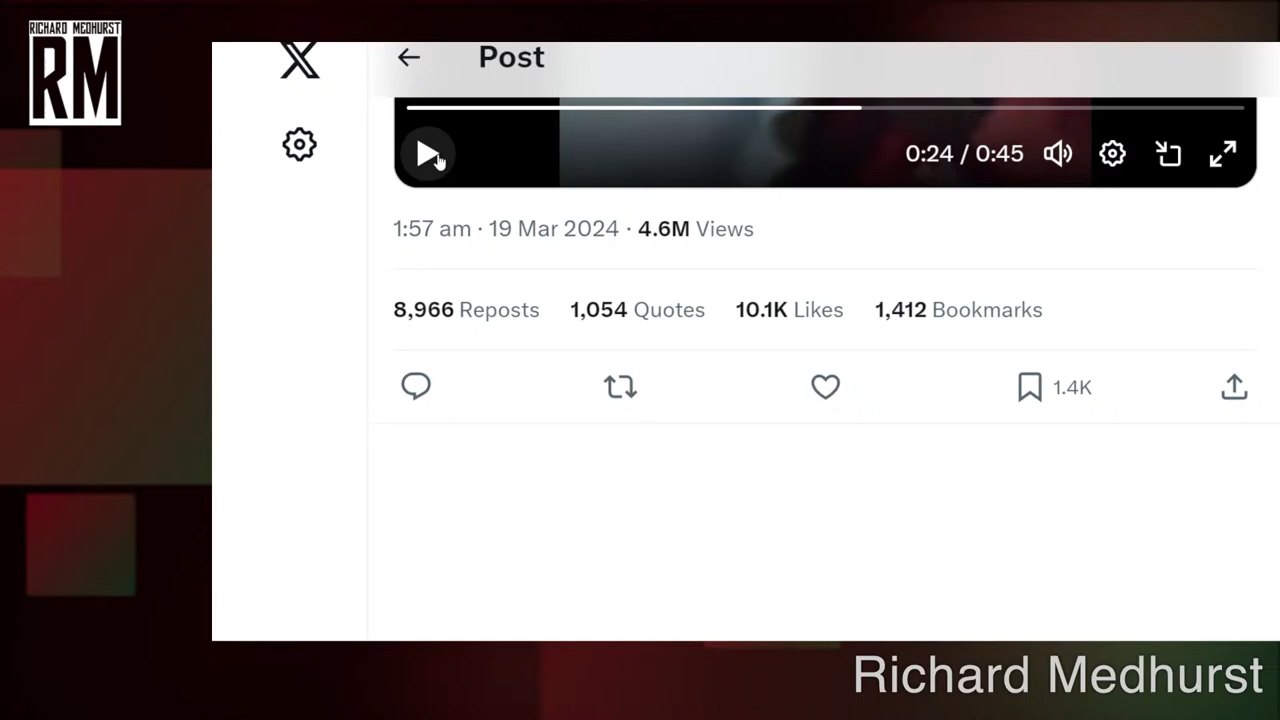 RICHARD MEDHURST
RM
Post
0:24 / 0:45
1:57 am · 19 Mar 2024 · 4.6M Views
8,966 Reposts 1,054 Quotes 10.1K Likes 1,412 Bookmarks
1.4K
Richard Medhurst